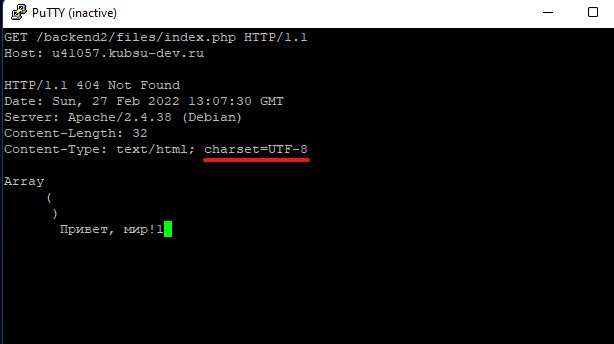 PuTTY (inactive)
GET /backend2/files/index.php HTTP/1.1
Host: u41057.kubsu-dev.ru
HTTP/1.1 404 Not Found
Date: Sun, 27 Feb 2022 13:07:30 GMT
Server: Apache/2.4.38 (Debian)
Content-Length: 32
Content-Type: text/html; charset=UTF-8
Array
(
)
Привет, мир!1